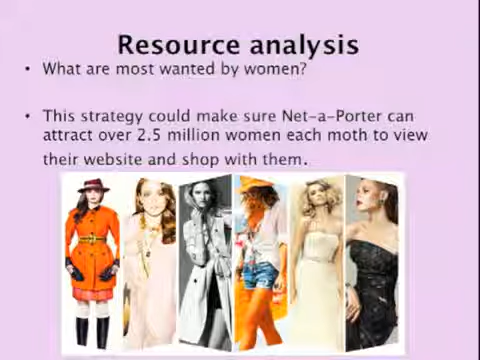 Resource analysis
• What are most wanted by women?
• This strategy could make sure Net-a-Porter can
attract over 2.5 million women each moth to view
their website and shop with them.